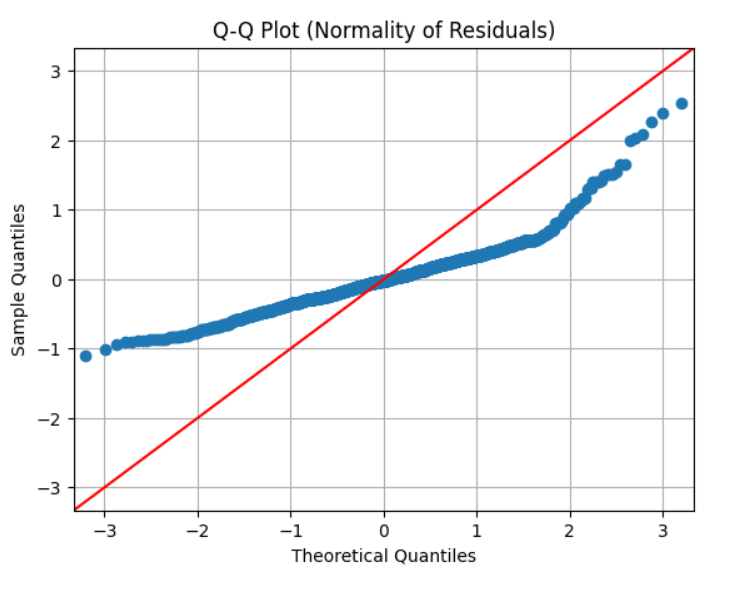 Q-Q Plot (Normality of Residuals)
3
2
1
0
−1
−2
−3
Sample Quantiles
−3 −2 −1 0 1 2 3
Theoretical Quantiles